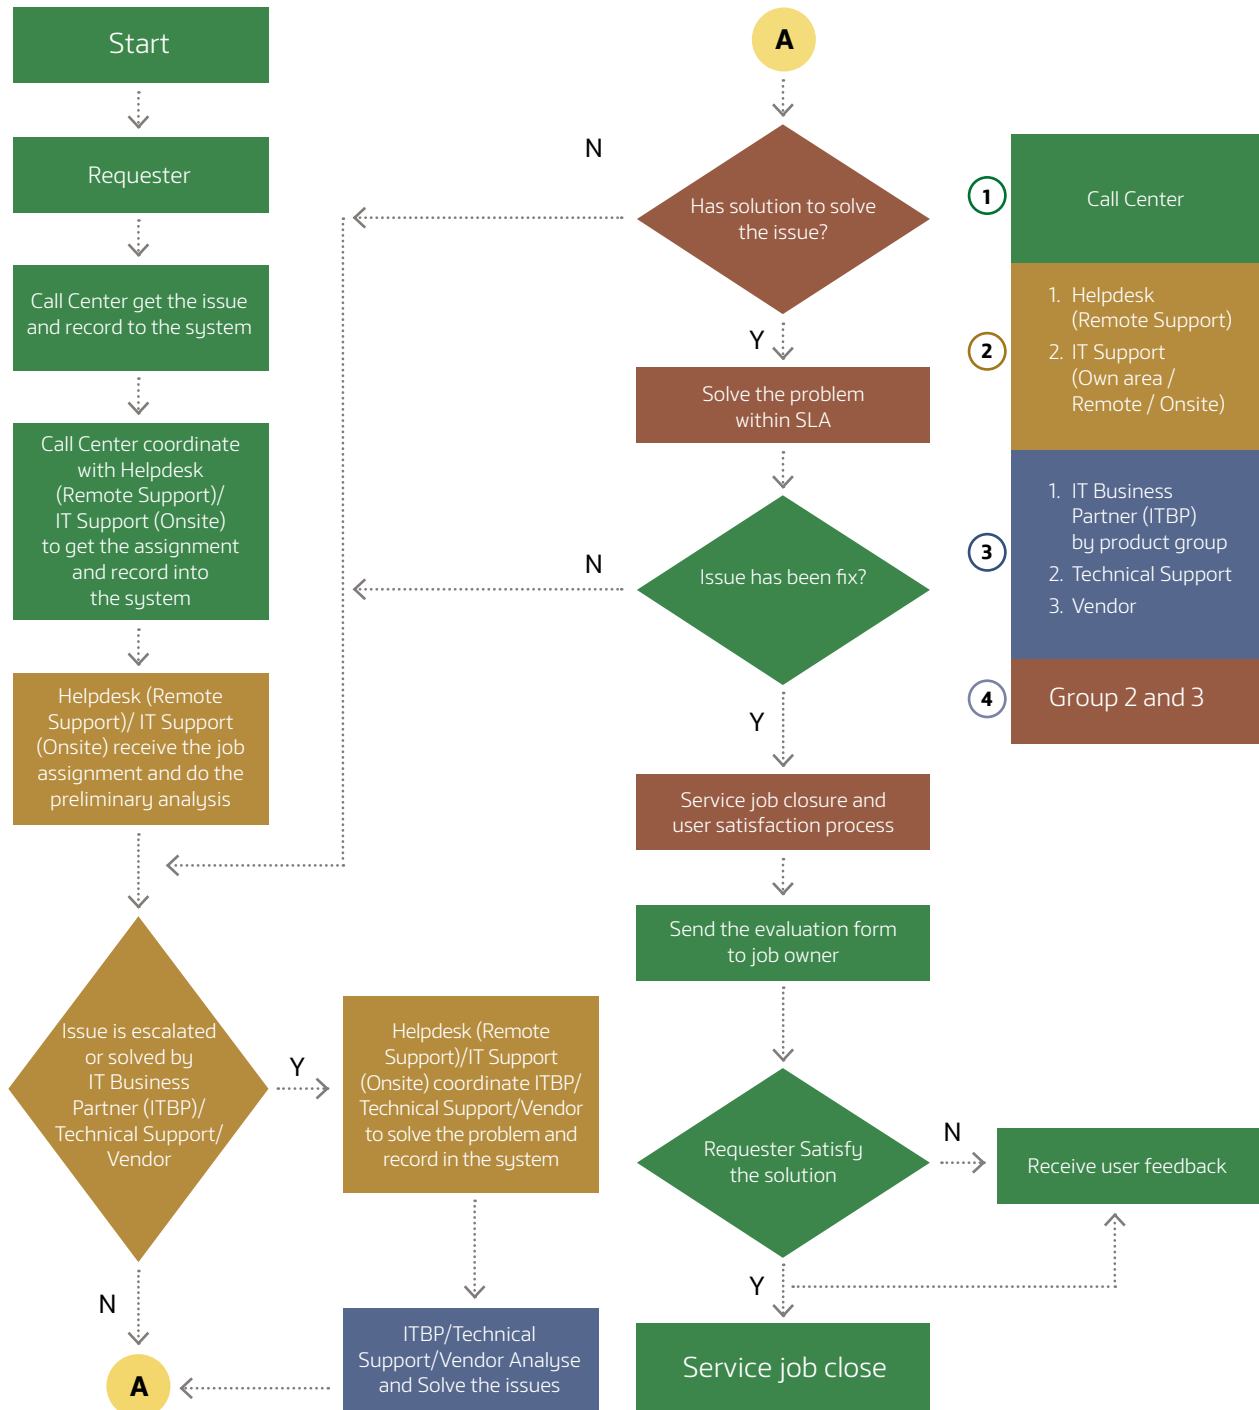 Start
Requester
Call Center get the issue
and record to the system
Call Center coordinate
with Helpdesk
(Remote Support)/
IT Support (Onsite)
to get the assignment
and record into
the system
Helpdesk (Remote
Support)/ IT Support
(Onsite) receive the job
assignment and do the
preliminary analysis
Issue is escalated
or solved by
IT Business
Partner (ITBP)/
Technical Support/
Vendor
Y
N
Helpdesk (Remote
Support)/IT Support
(Onsite) coordinate ITBP/
Technical Support/Vendor
to solve the problem and
record in the system
ITBP/Technical
Support/Vendor Analyse
and Solve the issues
A
A
Has solution to solve
the issue?
N
Y
Solve the problem
within SLA
Issue has been fix?
N
Y
Service job closure and
user satisfaction process
Send the evaluation form
to job owner
Requester Satisfy
the solution
N
Receive user feedback
Y
Service job close
1
Call Center
2
1. Helpdesk
(Remote Support)
2. IT Support
(Own area /
Remote / Onsite)
3
1. IT Business
Partner (ITBP)
by product group
2. Technical Support
3. Vendor
4
Group 2 and 3